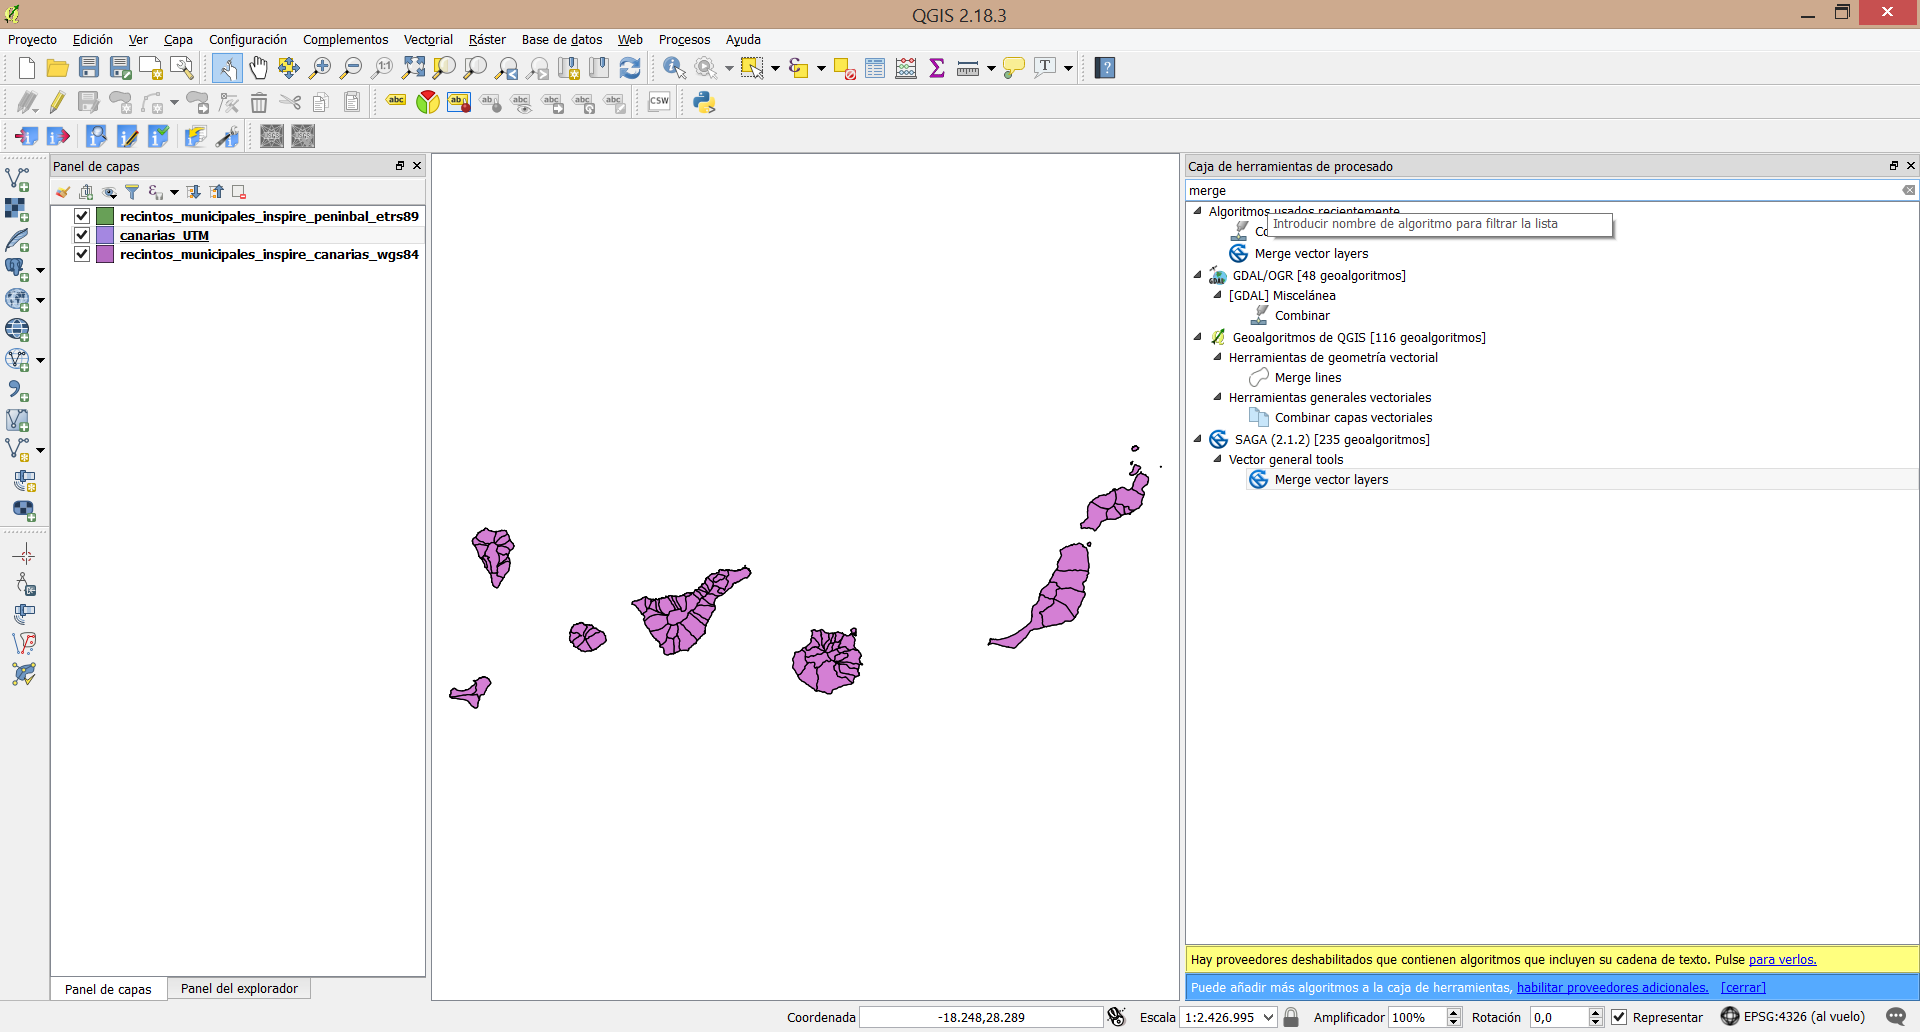 QGIS 2.18.3
Proyecto Edición Ver Capa Configuración Complementos Vectorial Ráster Base de datos Web Procesos Ayuda
1:1
T
?
abc
ab
abc
abc
abc
abc
CSW
Panel de capas
recintos_municipales_inspire_peninbal_etrs89
canarias_UTM
recintos_municipales_inspire_canarias_wgs84
Panel de capas Panel del explorador
Caja de herramientas de procesado
merge
Algoritmos usados recientemente
Introducir nombre de algoritmo para filtrar la lista
Co
Merge vector layers
GDAL/OGR [48 geoalgoritmos]
[GDAL] Miscelánea
Combinar
Geoalgoritmos de QGIS [116 geoalgoritmos]
Herramientas de geometría vectorial
Merge lines
Herramientas generales vectoriales
Combinar capas vectoriales
SAGA (2.1.2) [235 geoalgoritmos]
Vector general tools
Merge vector layers
Hay proveedores deshabilitados que contienen algoritmos que incluyen su cadena de texto. Pulse para verlos.
Puede añadir más algoritmos a la caja de herramientas, habilitar proveedores adicionales. [cerrar]
Coordenada -18.248,28.289 Escala 1:2.426.995 Amplificador 100% Rotación 0,0 Representar EPSG:4326 (al vuelo)